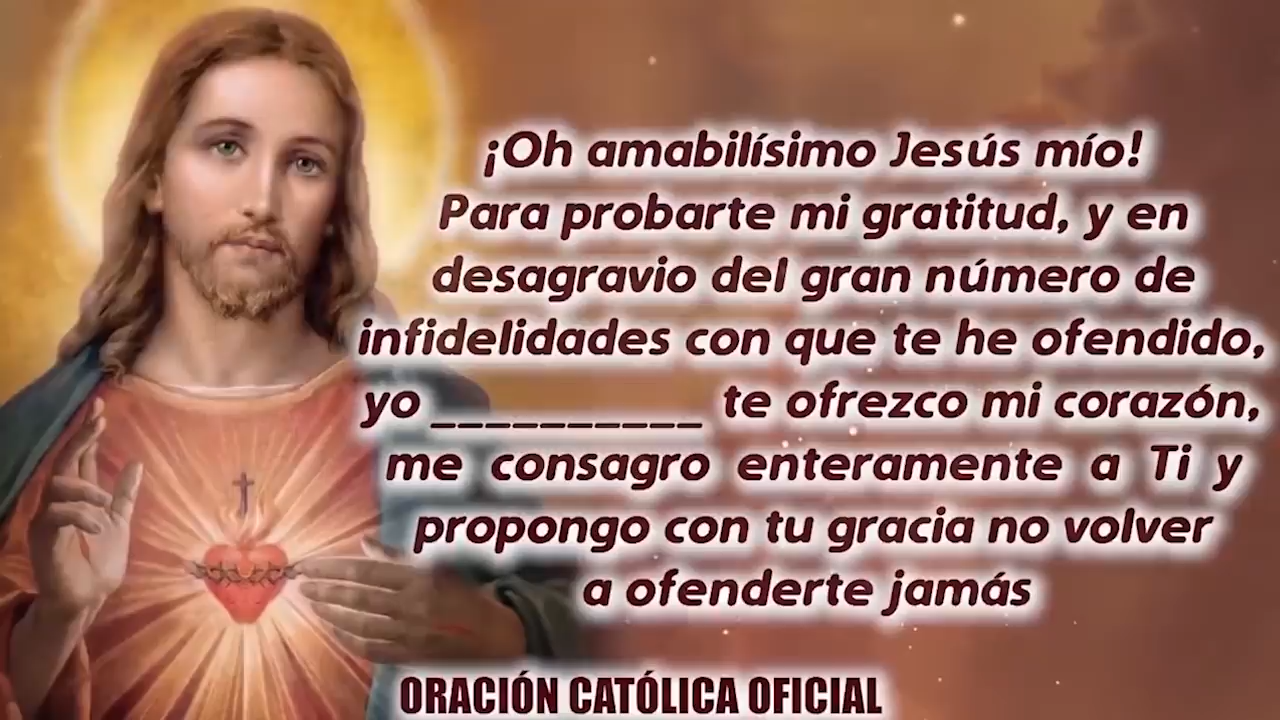 ¡Oh amabilísimo Jesús mío!
Para probarte mi gratitud, y en
desagravio del gran número de
infidelidades con que te he ofendido,
yo __________ te ofrezco mi corazón,
me consagro enteramente a Ti y
propongo con tu gracia no volver
a ofenderte jamás
ORACIÓN CATÓLICA OFICIAL